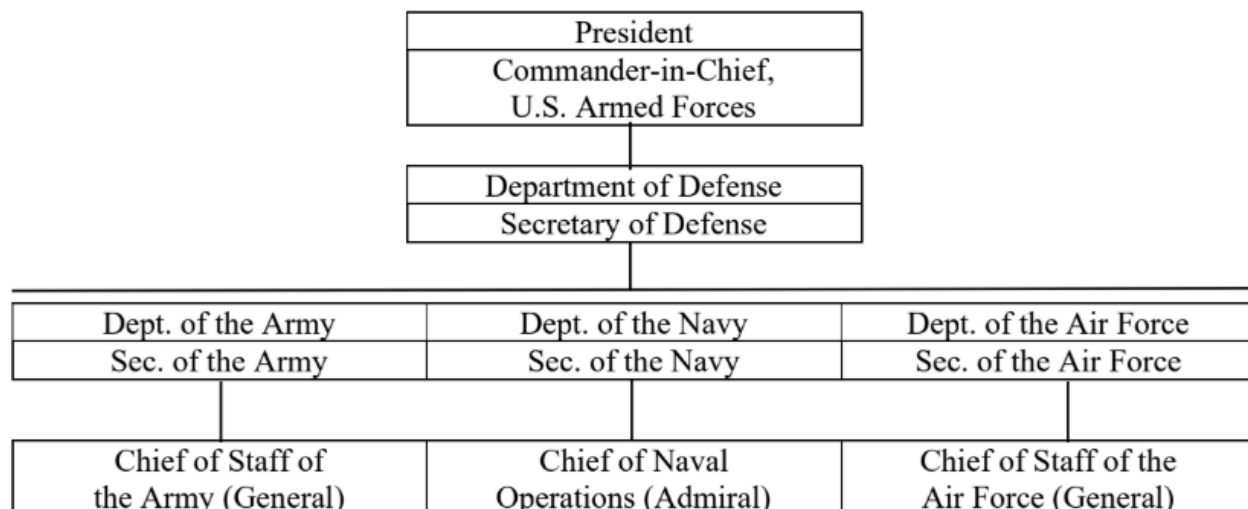 President
Commander-in-Chief,
U.S. Armed Forces
Department of Defense
Secretary of Defense
Dept. of the Army
Dept. of the Navy
Dept. of the Air Force
Sec. of the Army
Sec. of the Navy
Sec. of the Air Force
Chief of Staff of
the Army (General)
Chief of Naval
Operations (Admiral)
Chief of Staff of the
Air Force (General)